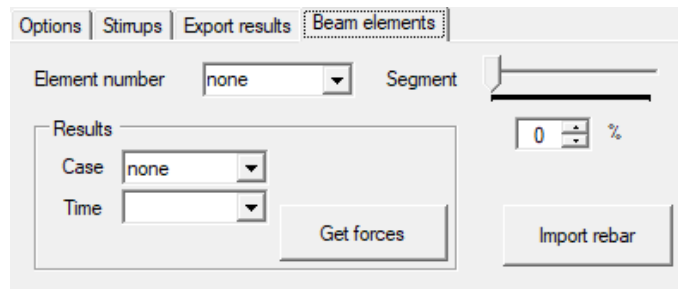 Options Stirrups Export results Beam elements
Element number none Segment
Results 0 %
Case none
Time
Get forces Import rebar